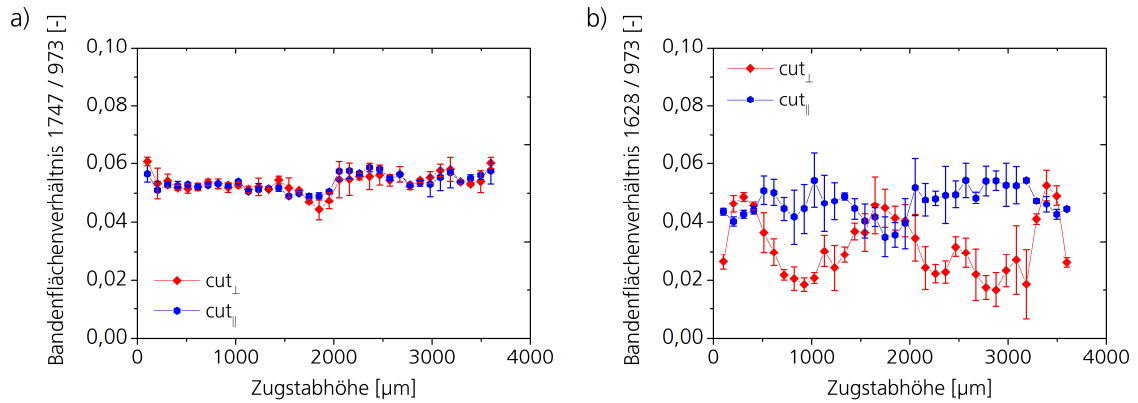 a)
Bandenflächenverhältnis 1747 / 973 [-]
0,10
0,08
0,06
0,04
0,02
0,00
cut⊥
cut||
0
1000
2000
3000
4000
Zugstabhöhe [µm]
b)
Bandenflächenverhältnis 1628 / 973 [-]
0,10
0,08
0,06
0,04
0,02
0,00
cut⊥
cut||
0
1000
2000
3000
4000
Zugstabhöhe [µm]